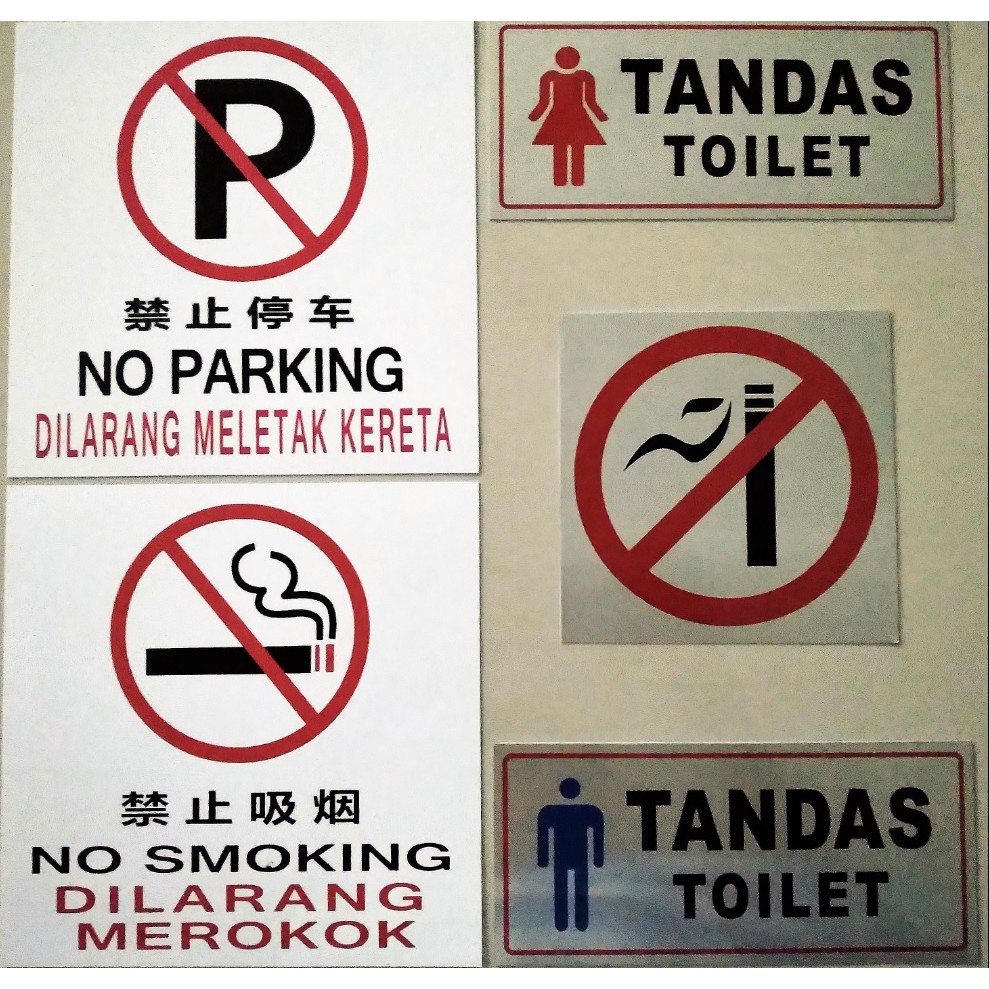 P
禁止停车
NO PARKING
DILARANG MELETAK KERETA
TANDAS
TOILET
禁止吸烟
NO SMOKING
DILARANG
MEROKOK
TANDAS
TOILET